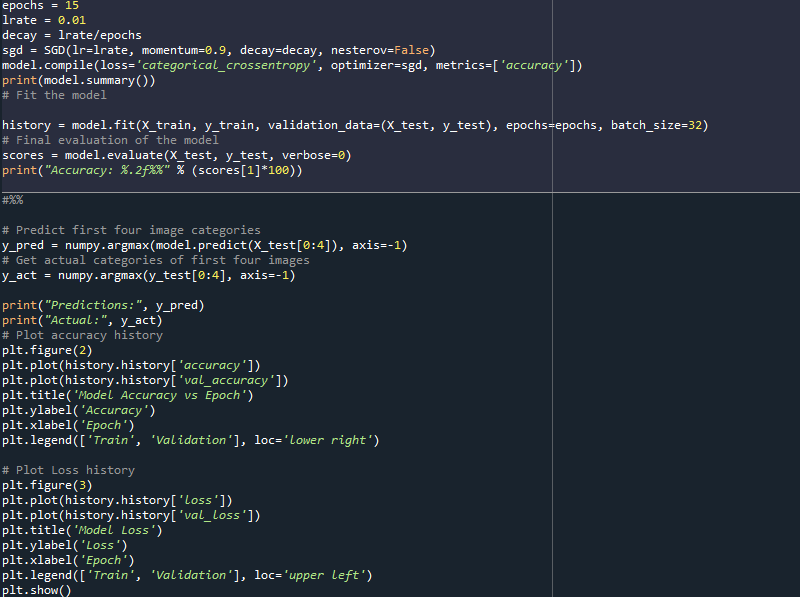 epochs = 15
lrate = 0.01
decay = lrate/epochs
sgd = SGD(lr=lrate, momentum=0.9, decay=decay, nesterov=False)
model.compile(loss='categorical_crossentropy', optimizer=sgd, metrics=['accuracy'])
print(model.summary())
# Fit the model
history = model.fit(X_train, y_train, validation_data=(X_test, y_test), epochs=epochs, batch_size=32)
# Final evaluation of the model
scores = model.evaluate(X_test, y_test, verbose=0)
print("Accuracy: %.2f%%" % (scores[1]*100))
#%%
# Predict first four image categories
y_pred = numpy.argmax(model.predict(X_test[0:4]), axis=-1)
# Get actual categories of first four images
y_act = numpy.argmax(y_test[0:4], axis=-1)
print("Predictions:", y_pred)
print("Actual:", y_act)
# Plot accuracy history
plt.figure(2)
plt.plot(history.history['accuracy'])
plt.plot(history.history['val_accuracy'])
plt.title('Model Accuracy vs Epoch')
plt.ylabel('Accuracy')
plt.xlabel('Epoch')
plt.legend(['Train', 'Validation'], loc='lower right')
# Plot Loss history
plt.figure(3)
plt.plot(history.history['loss'])
plt.plot(history.history['val_loss'])
plt.title('Model Loss')
plt.ylabel('Loss')
plt.xlabel('Epoch')
plt.legend(['Train', 'Validation'], loc='upper left')
plt.show()